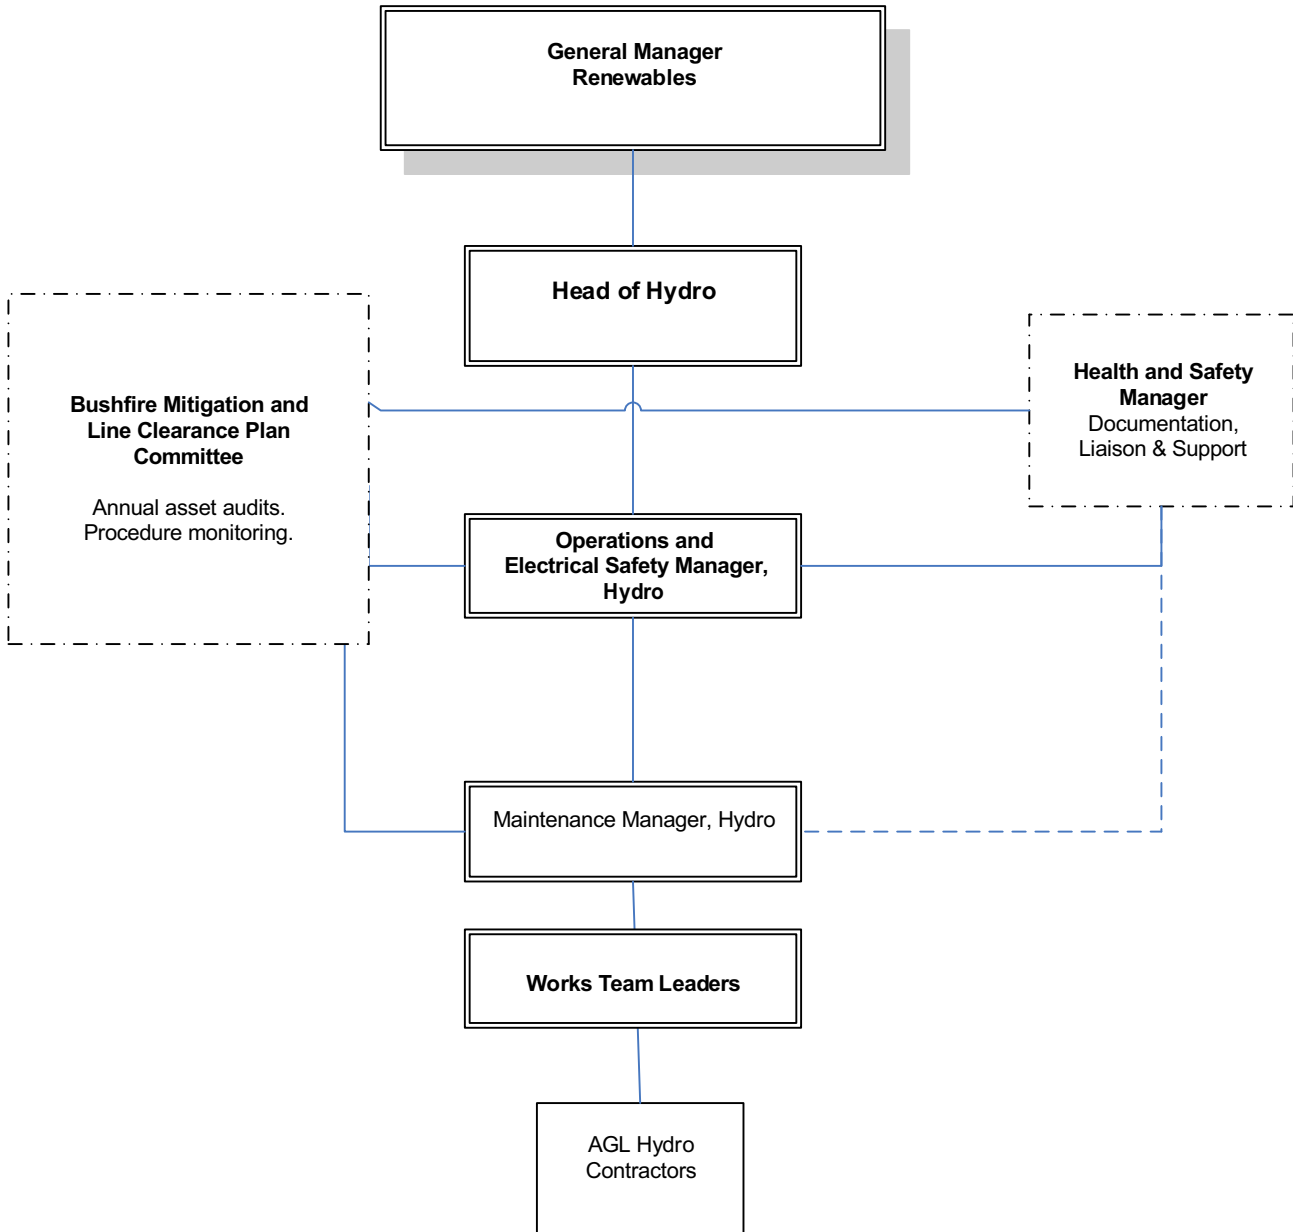 General Manager
Renewables
Head of Hydro
Bushfire Mitigation and
Line Clearance Plan
Committee
Annual asset audits.
Procedure monitoring.
Health and Safety
Manager
Documentation,
Liaison & Support
Operations and
Electrical Safety Manager,
Hydro
Maintenance Manager, Hydro
Works Team Leaders
AGL Hydro
Contractors